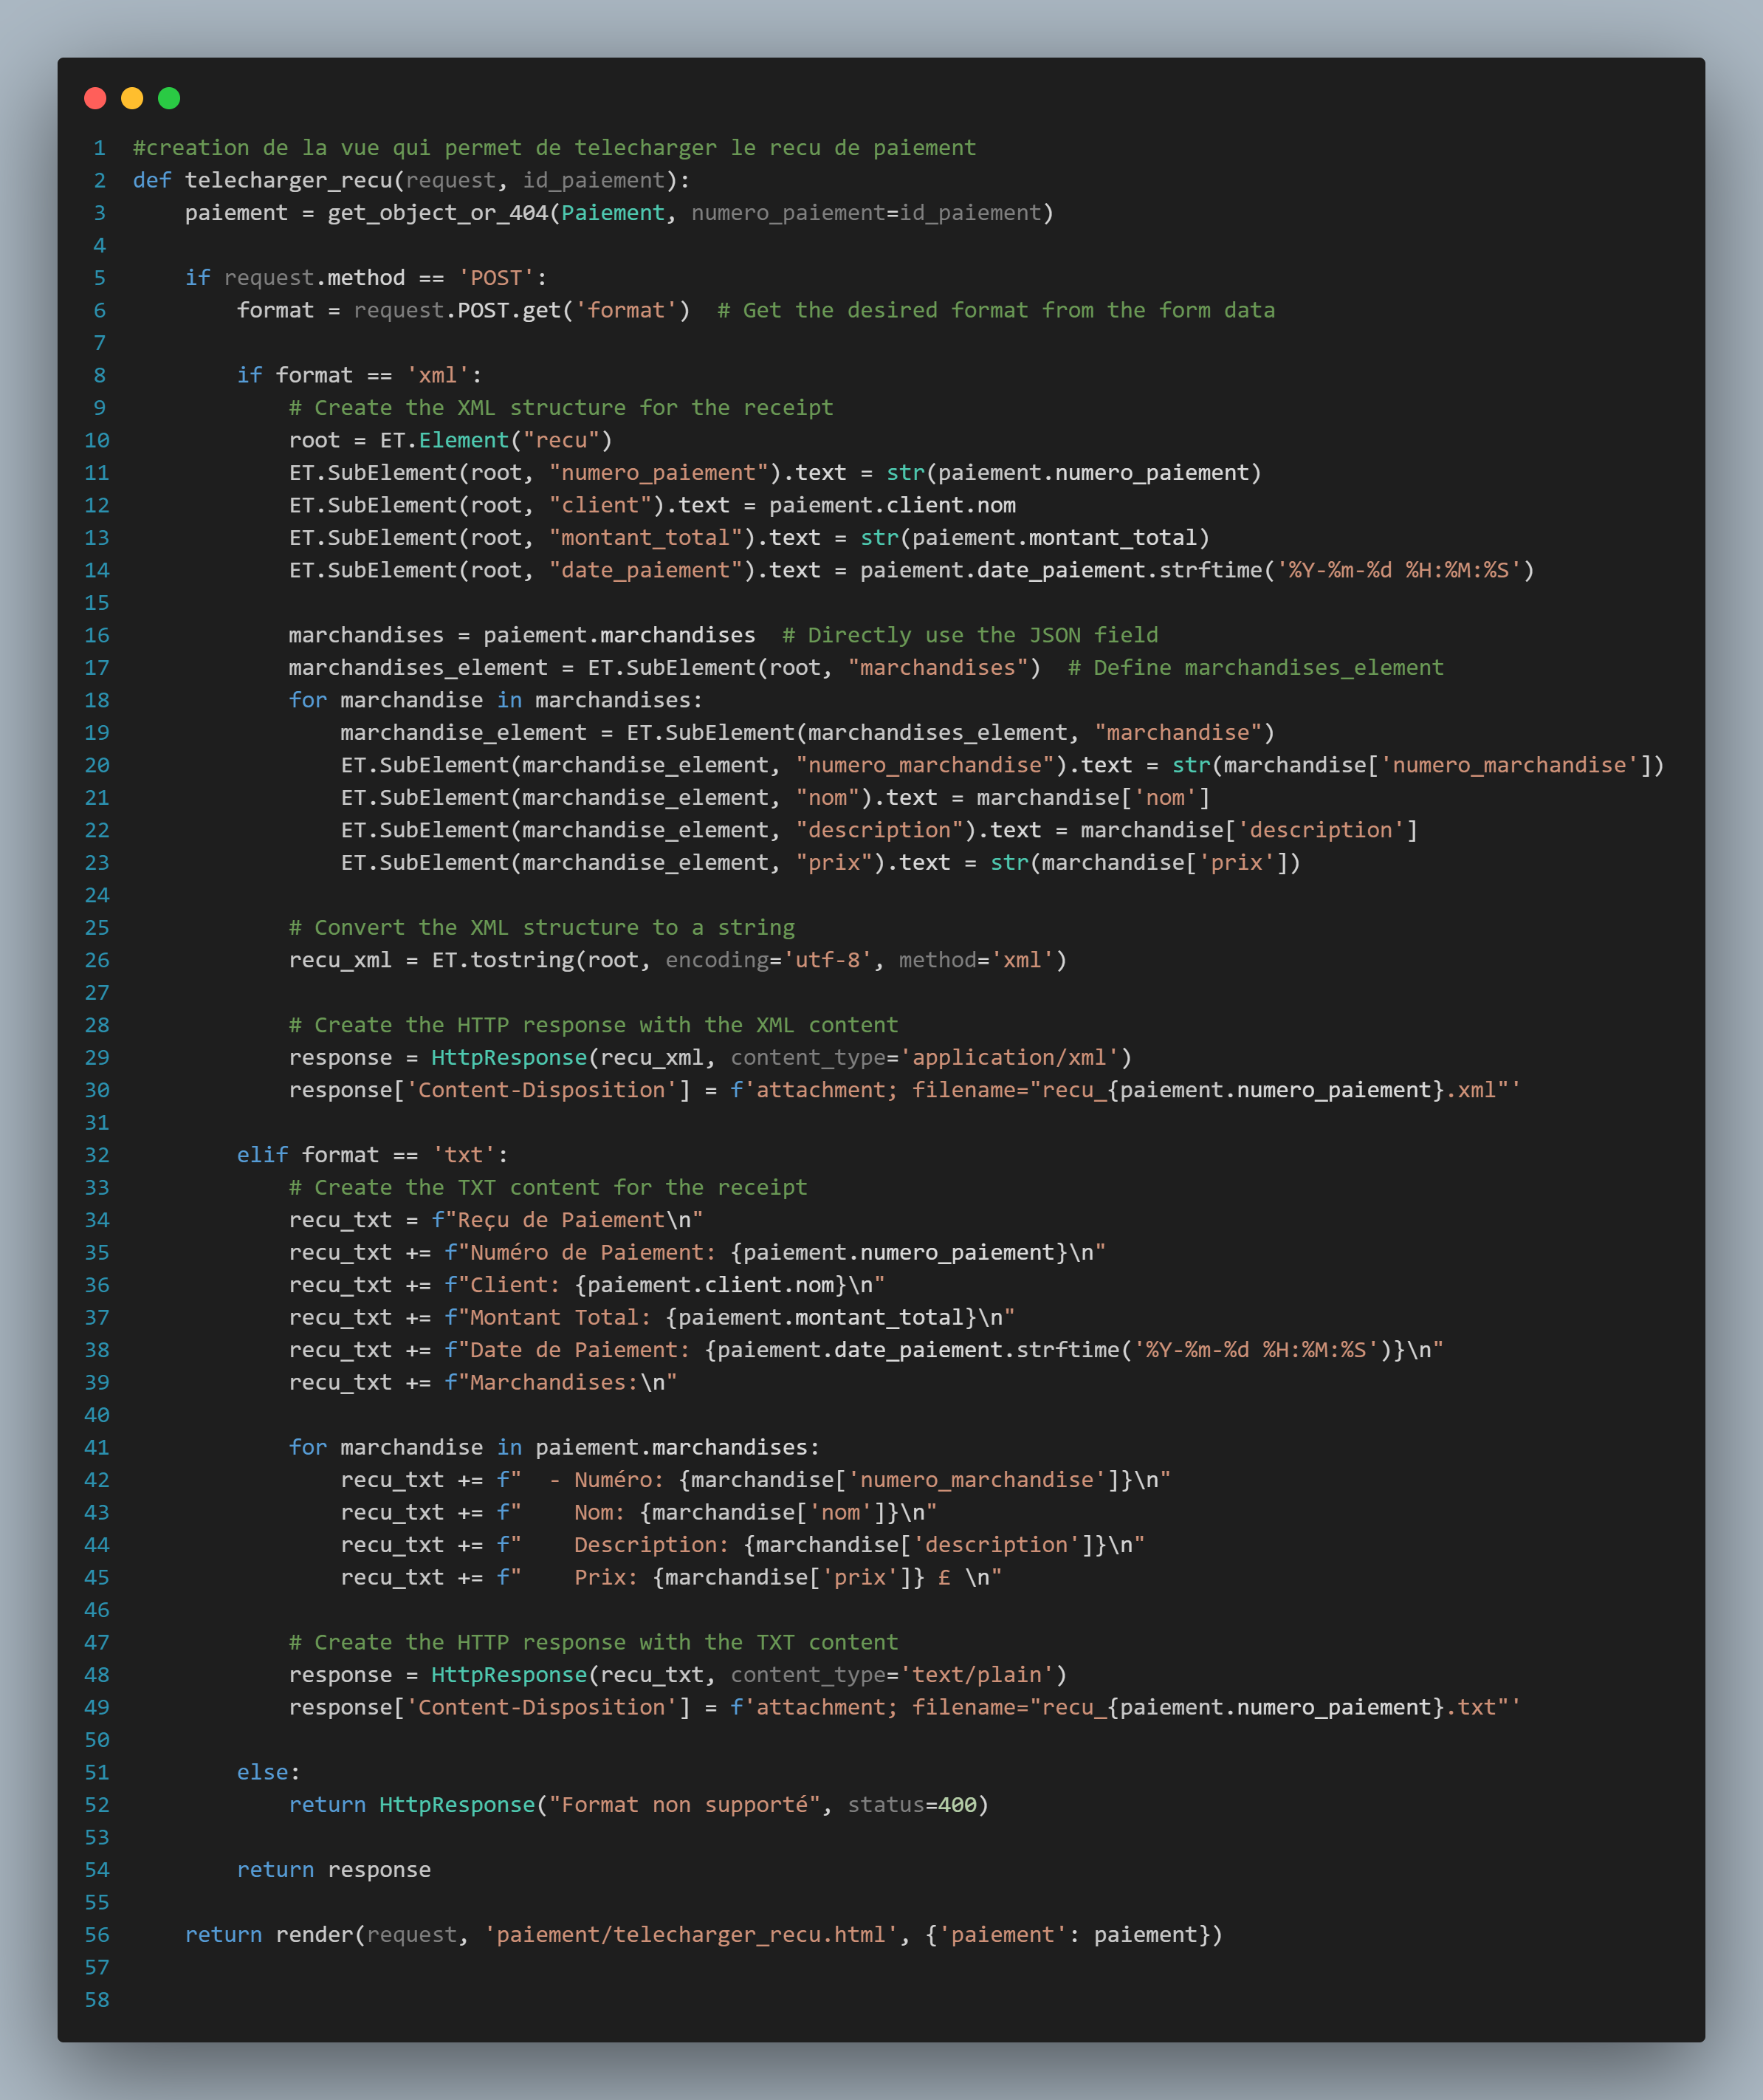 1 #creation de la vue qui permet de telecharger le recu de paiement
2 def telecharger_recu(request, id_paiement):
3     paiement = get_object_or_404(Paiement, numero_paiement=id_paiement)
4
5     if request.method == 'POST':
6         format = request.POST.get('format')  # Get the desired format from the form data
7
8         if format == 'xml':
9             # Create the XML structure for the receipt
10             root = ET.Element("recu")
11             ET.SubElement(root, "numero_paiement").text = str(paiement.numero_paiement)
12             ET.SubElement(root, "client").text = paiement.client.nom
13             ET.SubElement(root, "montant_total").text = str(paiement.montant_total)
14             ET.SubElement(root, "date_paiement").text = paiement.date_paiement.strftime('%Y-%m-%d %H:%M:%S')
15
16             marchandises = paiement.marchandises  # Directly use the JSON field
17             marchandises_element = ET.SubElement(root, "marchandises")  # Define marchandises_element
18             for marchandise in marchandises:
19                 marchandise_element = ET.SubElement(marchandises_element, "marchandise")
20                 ET.SubElement(marchandise_element, "numero_marchandise").text = str(marchandise['numero_marchandise'])
21                 ET.SubElement(marchandise_element, "nom").text = marchandise['nom']
22                 ET.SubElement(marchandise_element, "description").text = marchandise['description']
23                 ET.SubElement(marchandise_element, "prix").text = str(marchandise['prix'])
24
25             # Convert the XML structure to a string
26             recu_xml = ET.tostring(root, encoding='utf-8', method='xml')
27
28             # Create the HTTP response with the XML content
29             response = HttpResponse(recu_xml, content_type='application/xml')
30             response['Content-Disposition'] = f'attachment; filename="recu_{paiement.numero_paiement}.xml"'
31
32         elif format == 'txt':
33             # Create the TXT content for the receipt
34             recu_txt = f"Reçu de Paiement\n"
35             recu_txt += f"Numéro de Paiement: {paiement.numero_paiement}\n"
36             recu_txt += f"Client: {paiement.client.nom}\n"
37             recu_txt += f"Montant Total: {paiement.montant_total}\n"
38             recu_txt += f"Date de Paiement: {paiement.date_paiement.strftime('%Y-%m-%d %H:%M:%S')}\n"
39             recu_txt += f"Marchandises:\n"
40
41             for marchandise in paiement.marchandises:
42                 recu_txt += f"  - Numéro: {marchandise['numero_marchandise']}\n"
43                 recu_txt += f"    Nom: {marchandise['nom']}\n"
44                 recu_txt += f"    Description: {marchandise['description']}\n"
45                 recu_txt += f"    Prix: {marchandise['prix']} £ \n"
46
47             # Create the HTTP response with the TXT content
48             response = HttpResponse(recu_txt, content_type='text/plain')
49             response['Content-Disposition'] = f'attachment; filename="recu_{paiement.numero_paiement}.txt"'
50
51         else:
52             return HttpResponse("Format non supporté", status=400)
53
54         return response
55
56     return render(request, 'paiement/telecharger_recu.html', {'paiement': paiement})
57
58